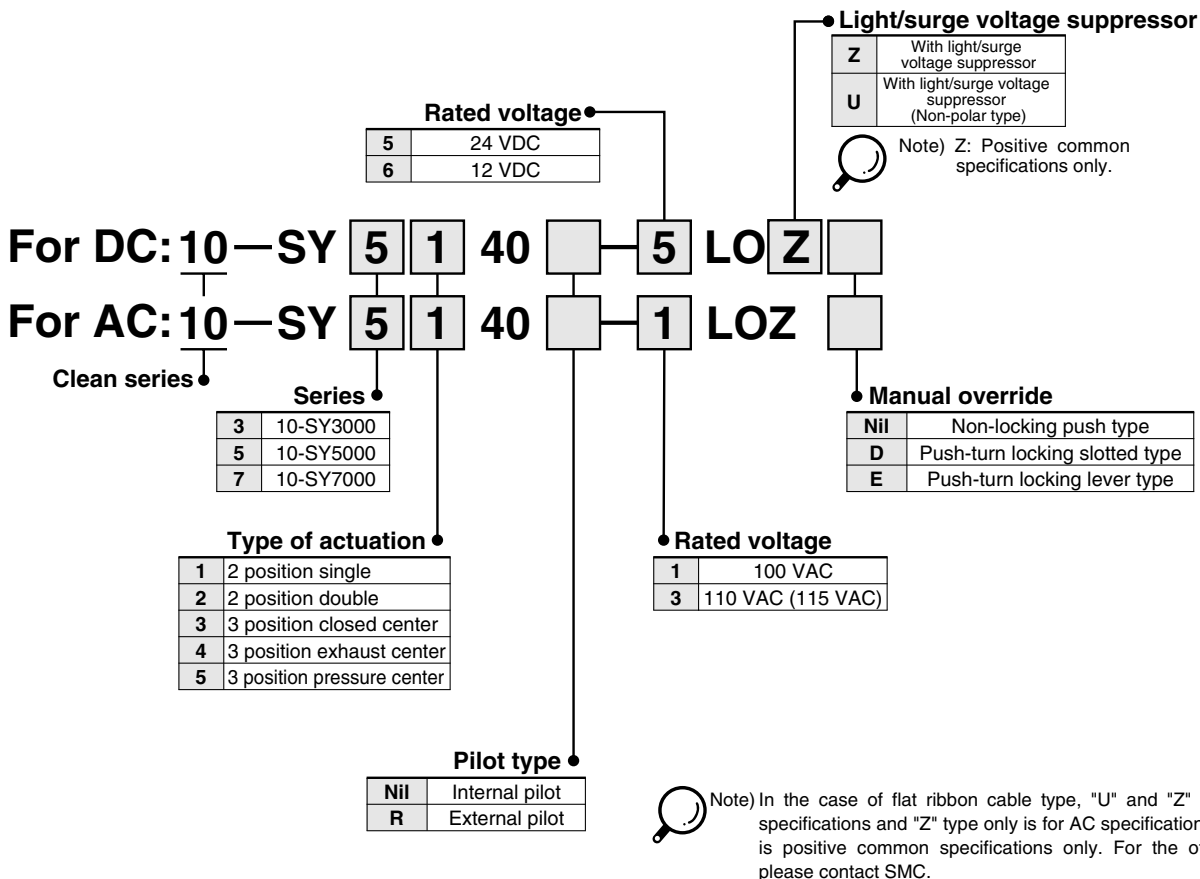 Light/surge voltage suppressor
Z With light/surge
voltage suppressor
U With light/surge voltage
suppressor
(Non-polar type)
Note) Z: Positive common
specifications only.
Rated voltage
5 24 VDC
6 12 VDC
For DC: 10—SY 5 1 40 — 5 LO Z
For AC: 10—SY 5 1 40 — 1 LOZ
Clean series
Series
3 10-SY3000
5 10-SY5000
7 10-SY7000
Manual override
Nil Non-locking push type
D Push-turn locking slotted type
E Push-turn locking lever type
Type of actuation
1 2 position single
2 2 position double
3 3 position closed center
4 3 position exhaust center
5 3 position pressure center
Rated voltage
1 100 VAC
3 110 VAC (115 VAC)
Pilot type
Nil Internal pilot
R External pilot
Note) In the case of flat ribbon cable type, "U" and "Z"
specifications and "Z" type only is for AC
is positive common specifications only. For the
please contact SMC.